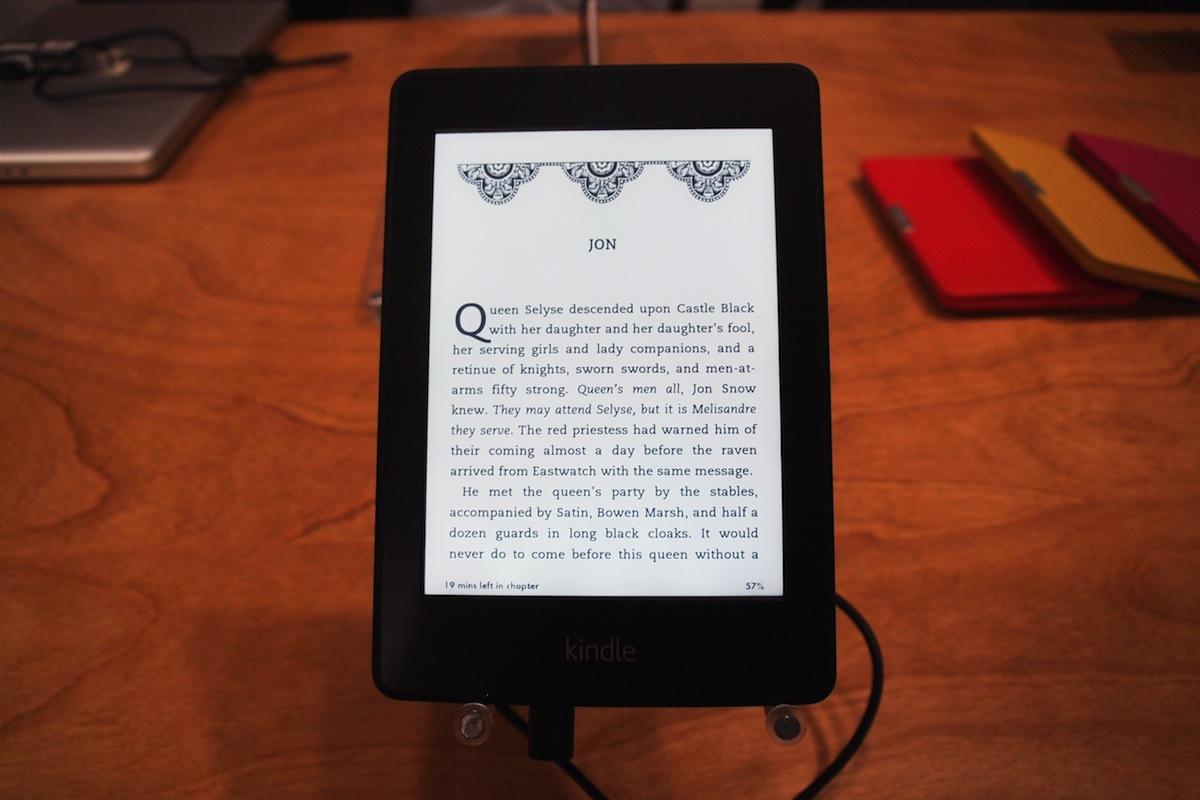 JON
Queen Selyse descended upon Castle Black
with her daughter and her daughter's fool,
her serving girls and lady companions, and a
retinue of knights, sworn swords, and men-at-
arms fifty strong. Queen's men all, Jon Snow
knew. They may attend Selyse, but it is Melisandre
they serve. The red priestess had warned him of
their coming almost a day before the raven
arrived from Eastwatch with the same message.
He met the queen's party by the stables,
accompanied by Satin, Bowen Marsh, and half a
dozen guards in long black cloaks. It would
never do to come before this queen without a
19 mins left in chapter 57%
kindle